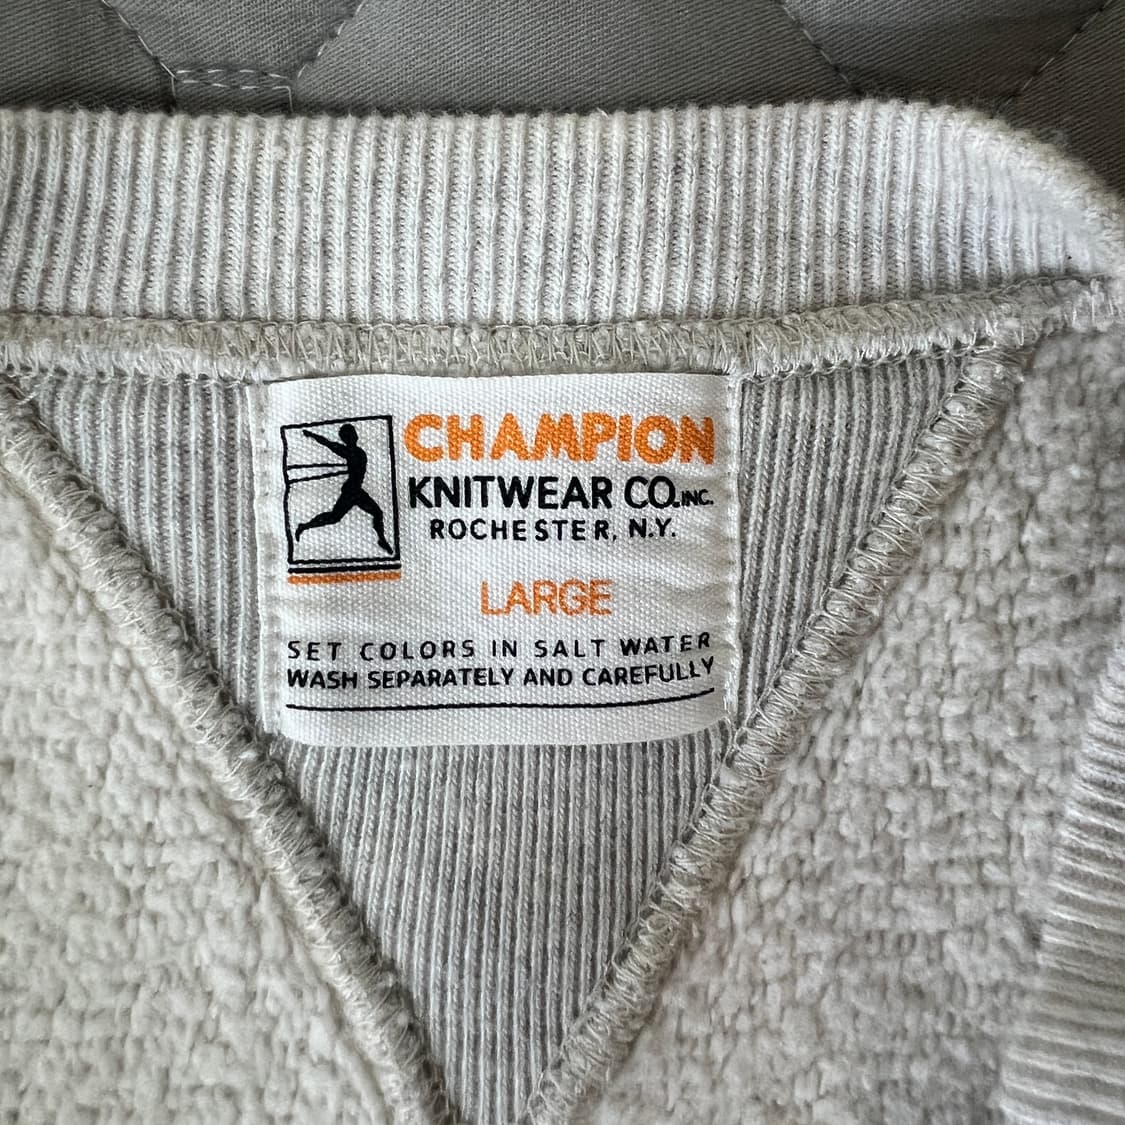 CHAMPION
KNITWEAR CO.INC.
ROCHESTER, N.Y.
LARGE
SET COLORS IN SALT WATER
WASH SEPARATELY AND CAREFULLY